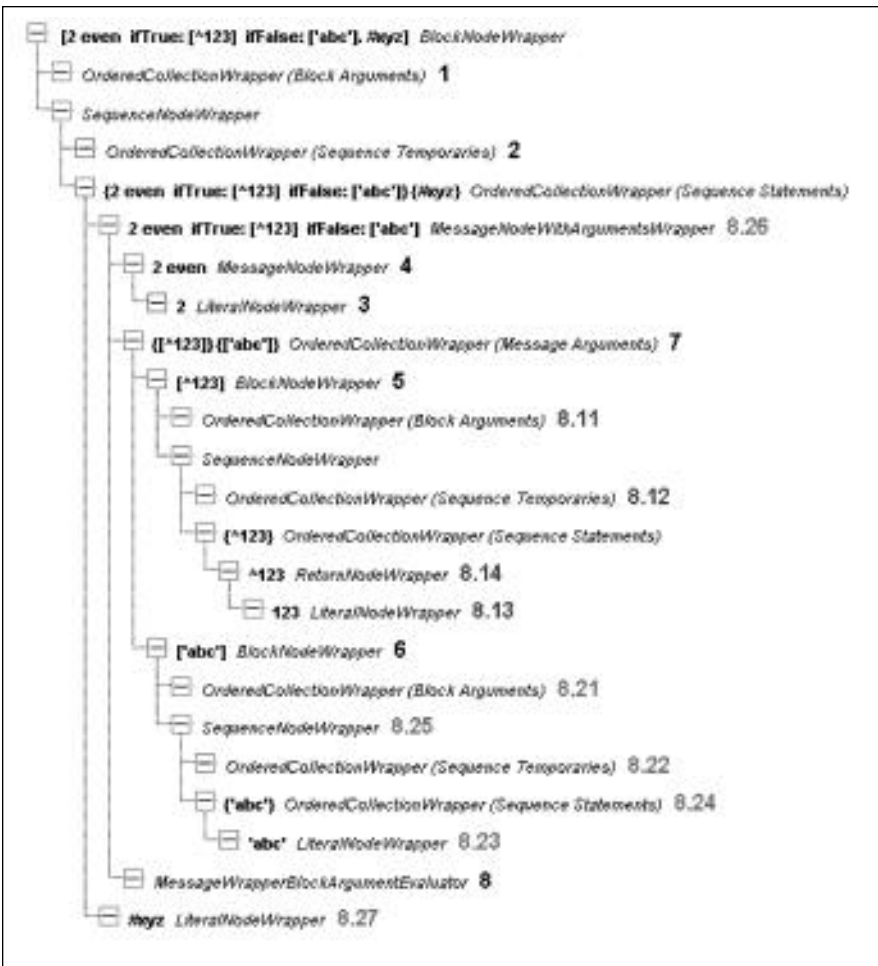 [2 even ifTrue: [^123] ifFalse: ['abc']. #xyz] BlockNodeWrapper
OrderedCollectionWrapper (Block Arguments) 1
SequenceNodeWrapper
OrderedCollectionWrapper (Sequence Temporaries) 2
{2 even ifTrue: [^123] ifFalse: ['abc']}{#xyz} OrderedCollectionWrapper (Sequence Statements)
2 even ifTrue: [^123] ifFalse: ['abc'] MessageNodeWithArgumentsWrapper 8.26
2 even MessageNodeWrapper 4
2 LiteralNodeWrapper 3
{[^123]}{['abc']} OrderedCollectionWrapper (Message Arguments) 7
[^123] BlockNodeWrapper 5
OrderedCollectionWrapper (Block Arguments) 8.11
SequenceNodeWrapper
OrderedCollectionWrapper (Sequence Temporaries) 8.12
{^123} OrderedCollectionWrapper (Sequence Statements)
^123 ReturnNodeWrapper 8.14
123 LiteralNodeWrapper 8.13
['abc'] BlockNodeWrapper 6
OrderedCollectionWrapper (Block Arguments) 8.21
SequenceNodeWrapper 8.25
OrderedCollectionWrapper (Sequence Temporaries) 8.22
{'abc'} OrderedCollectionWrapper (Sequence Statements) 8.24
'abc' LiteralNodeWrapper 8.23
MessageWrapperBlockArgumentEvaluator 8
#xyz LiteralNodeWrapper 8.27